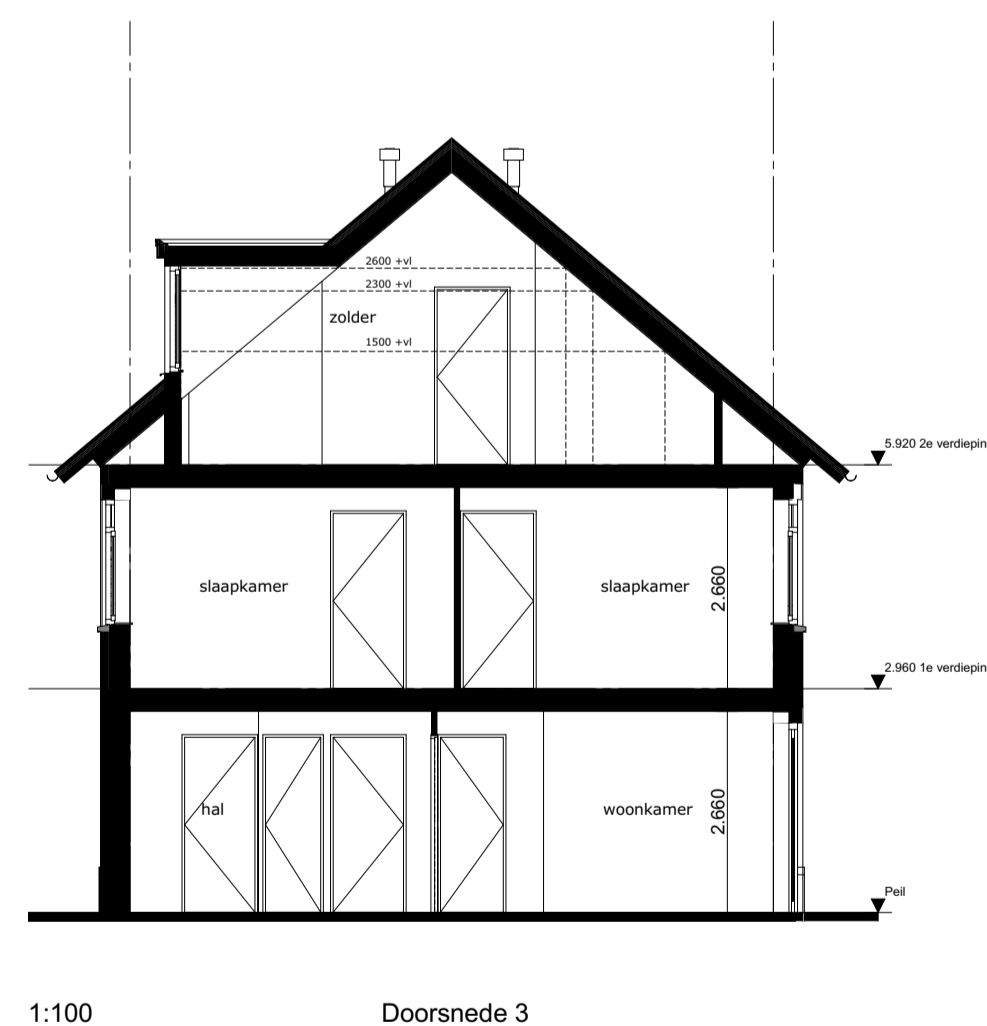 2600 +vl
2300 +vl
zolder
1500 +vl
5.920 2e verdiepin
slaapkamer
slaapkamer
2.660
2.960 1e verdiepin
hal
woonkamer
2.660
Peil
1:100
Doorsnede 3